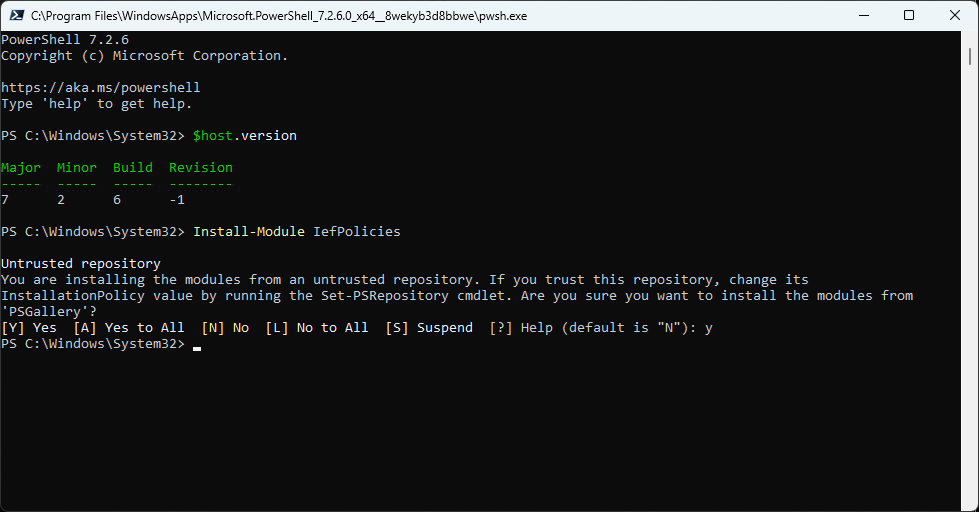 C:\Program Files\WindowsApps\Microsoft.PowerShell_7.2.6.0_x64__8wekyb3d8bbwe\pwsh.exe
PowerShell 7.2.6
Copyright (c) Microsoft Corporation.
https://aka.ms/powershell
Type 'help' to get help.
PS C:\Windows\System32> $host.version
Major  Minor  Build  Revision
-----  -----  -----  --------
7      2      6      -1
PS C:\Windows\System32> Install-Module IefPolicies
Untrusted repository
You are installing the modules from an untrusted repository. If you trust this repository, change its
InstallationPolicy value by running the Set-PSRepository cmdlet. Are you sure you want to install the modules from
'PSGallery'?
[Y] Yes  [A] Yes to All  [N] No  [L] No to All  [S] Suspend  [?] Help (default is "N"): y
PS C:\Windows\System32>